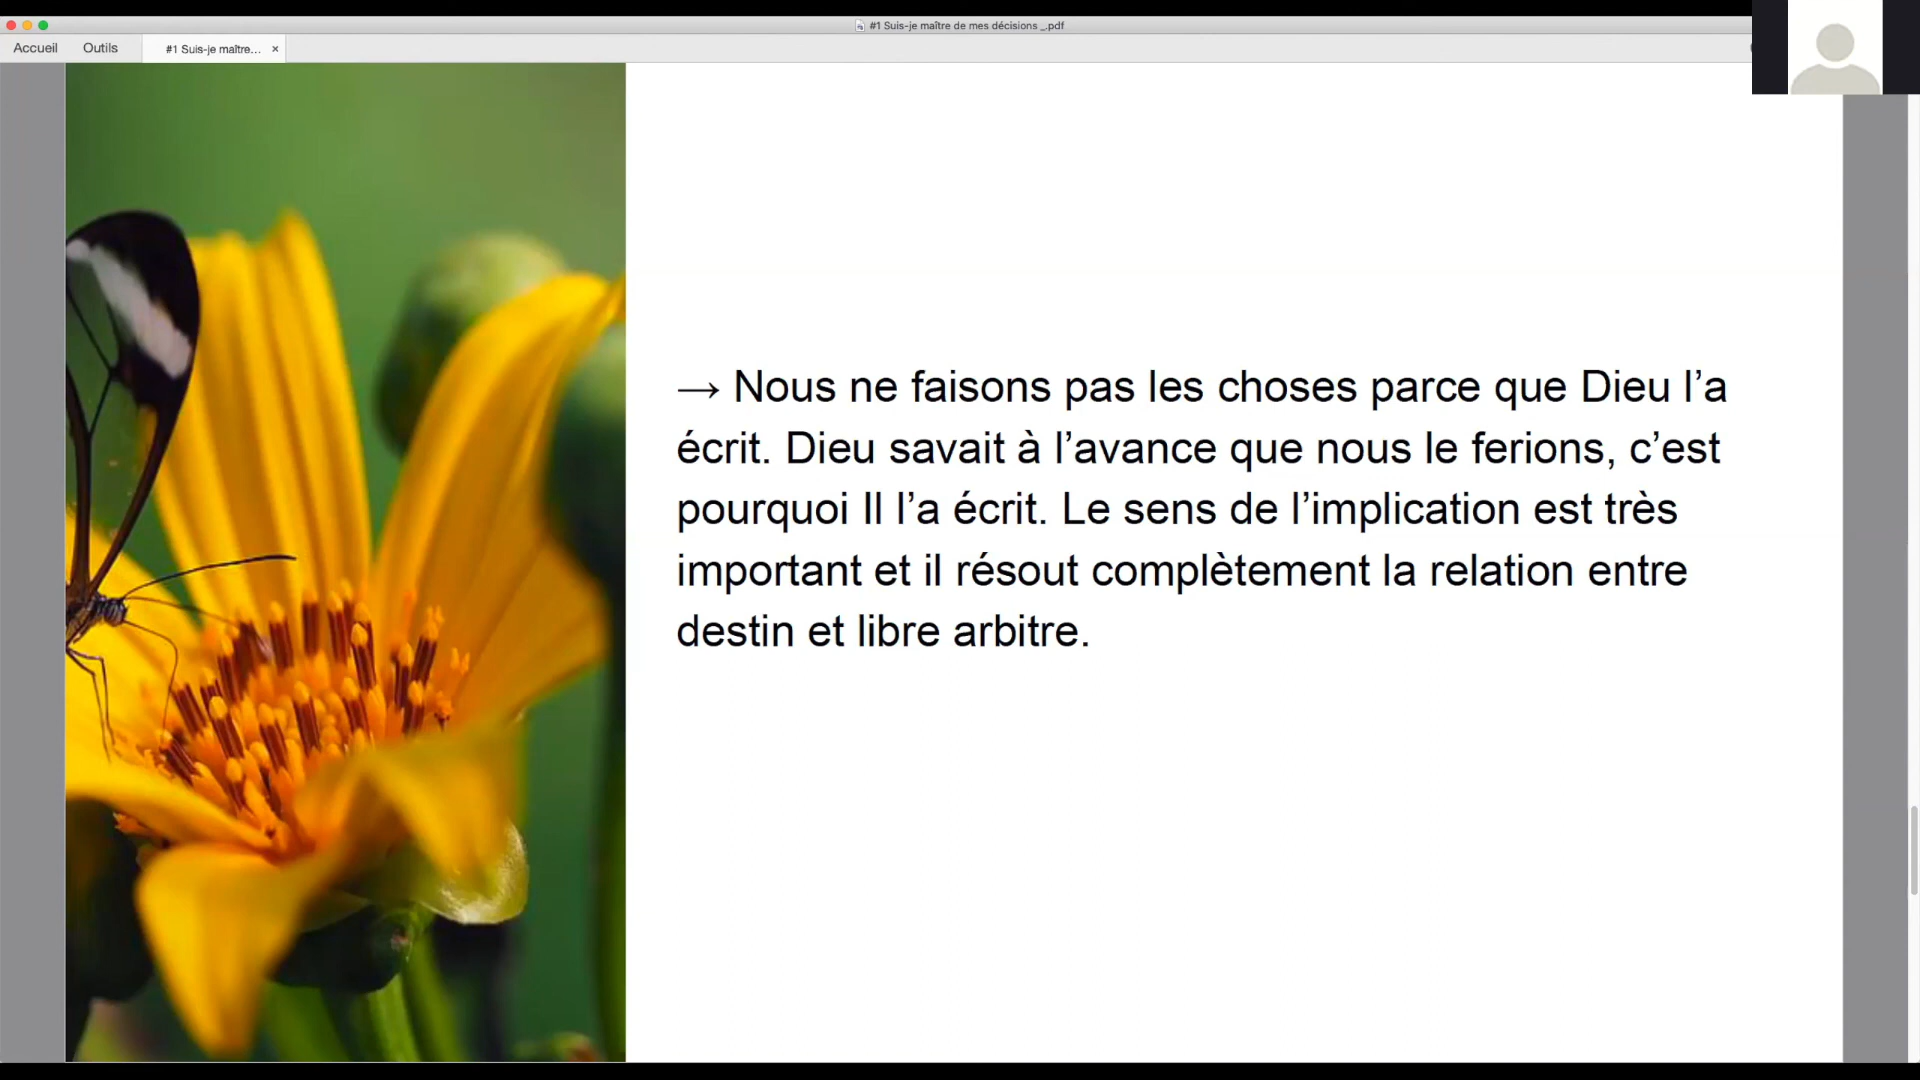 #1 Suis-je maître de mes décisions _.pdf
Accueil
Outils
#1 Suis-je maître... ×
→ Nous ne faisons pas les choses parce que Dieu l’a
écrit. Dieu savait à l’avance que nous le ferions, c’est
pourquoi Il l’a écrit. Le sens de l’implication est très
important et il résout complètement la relation entre
destin et libre arbitre.